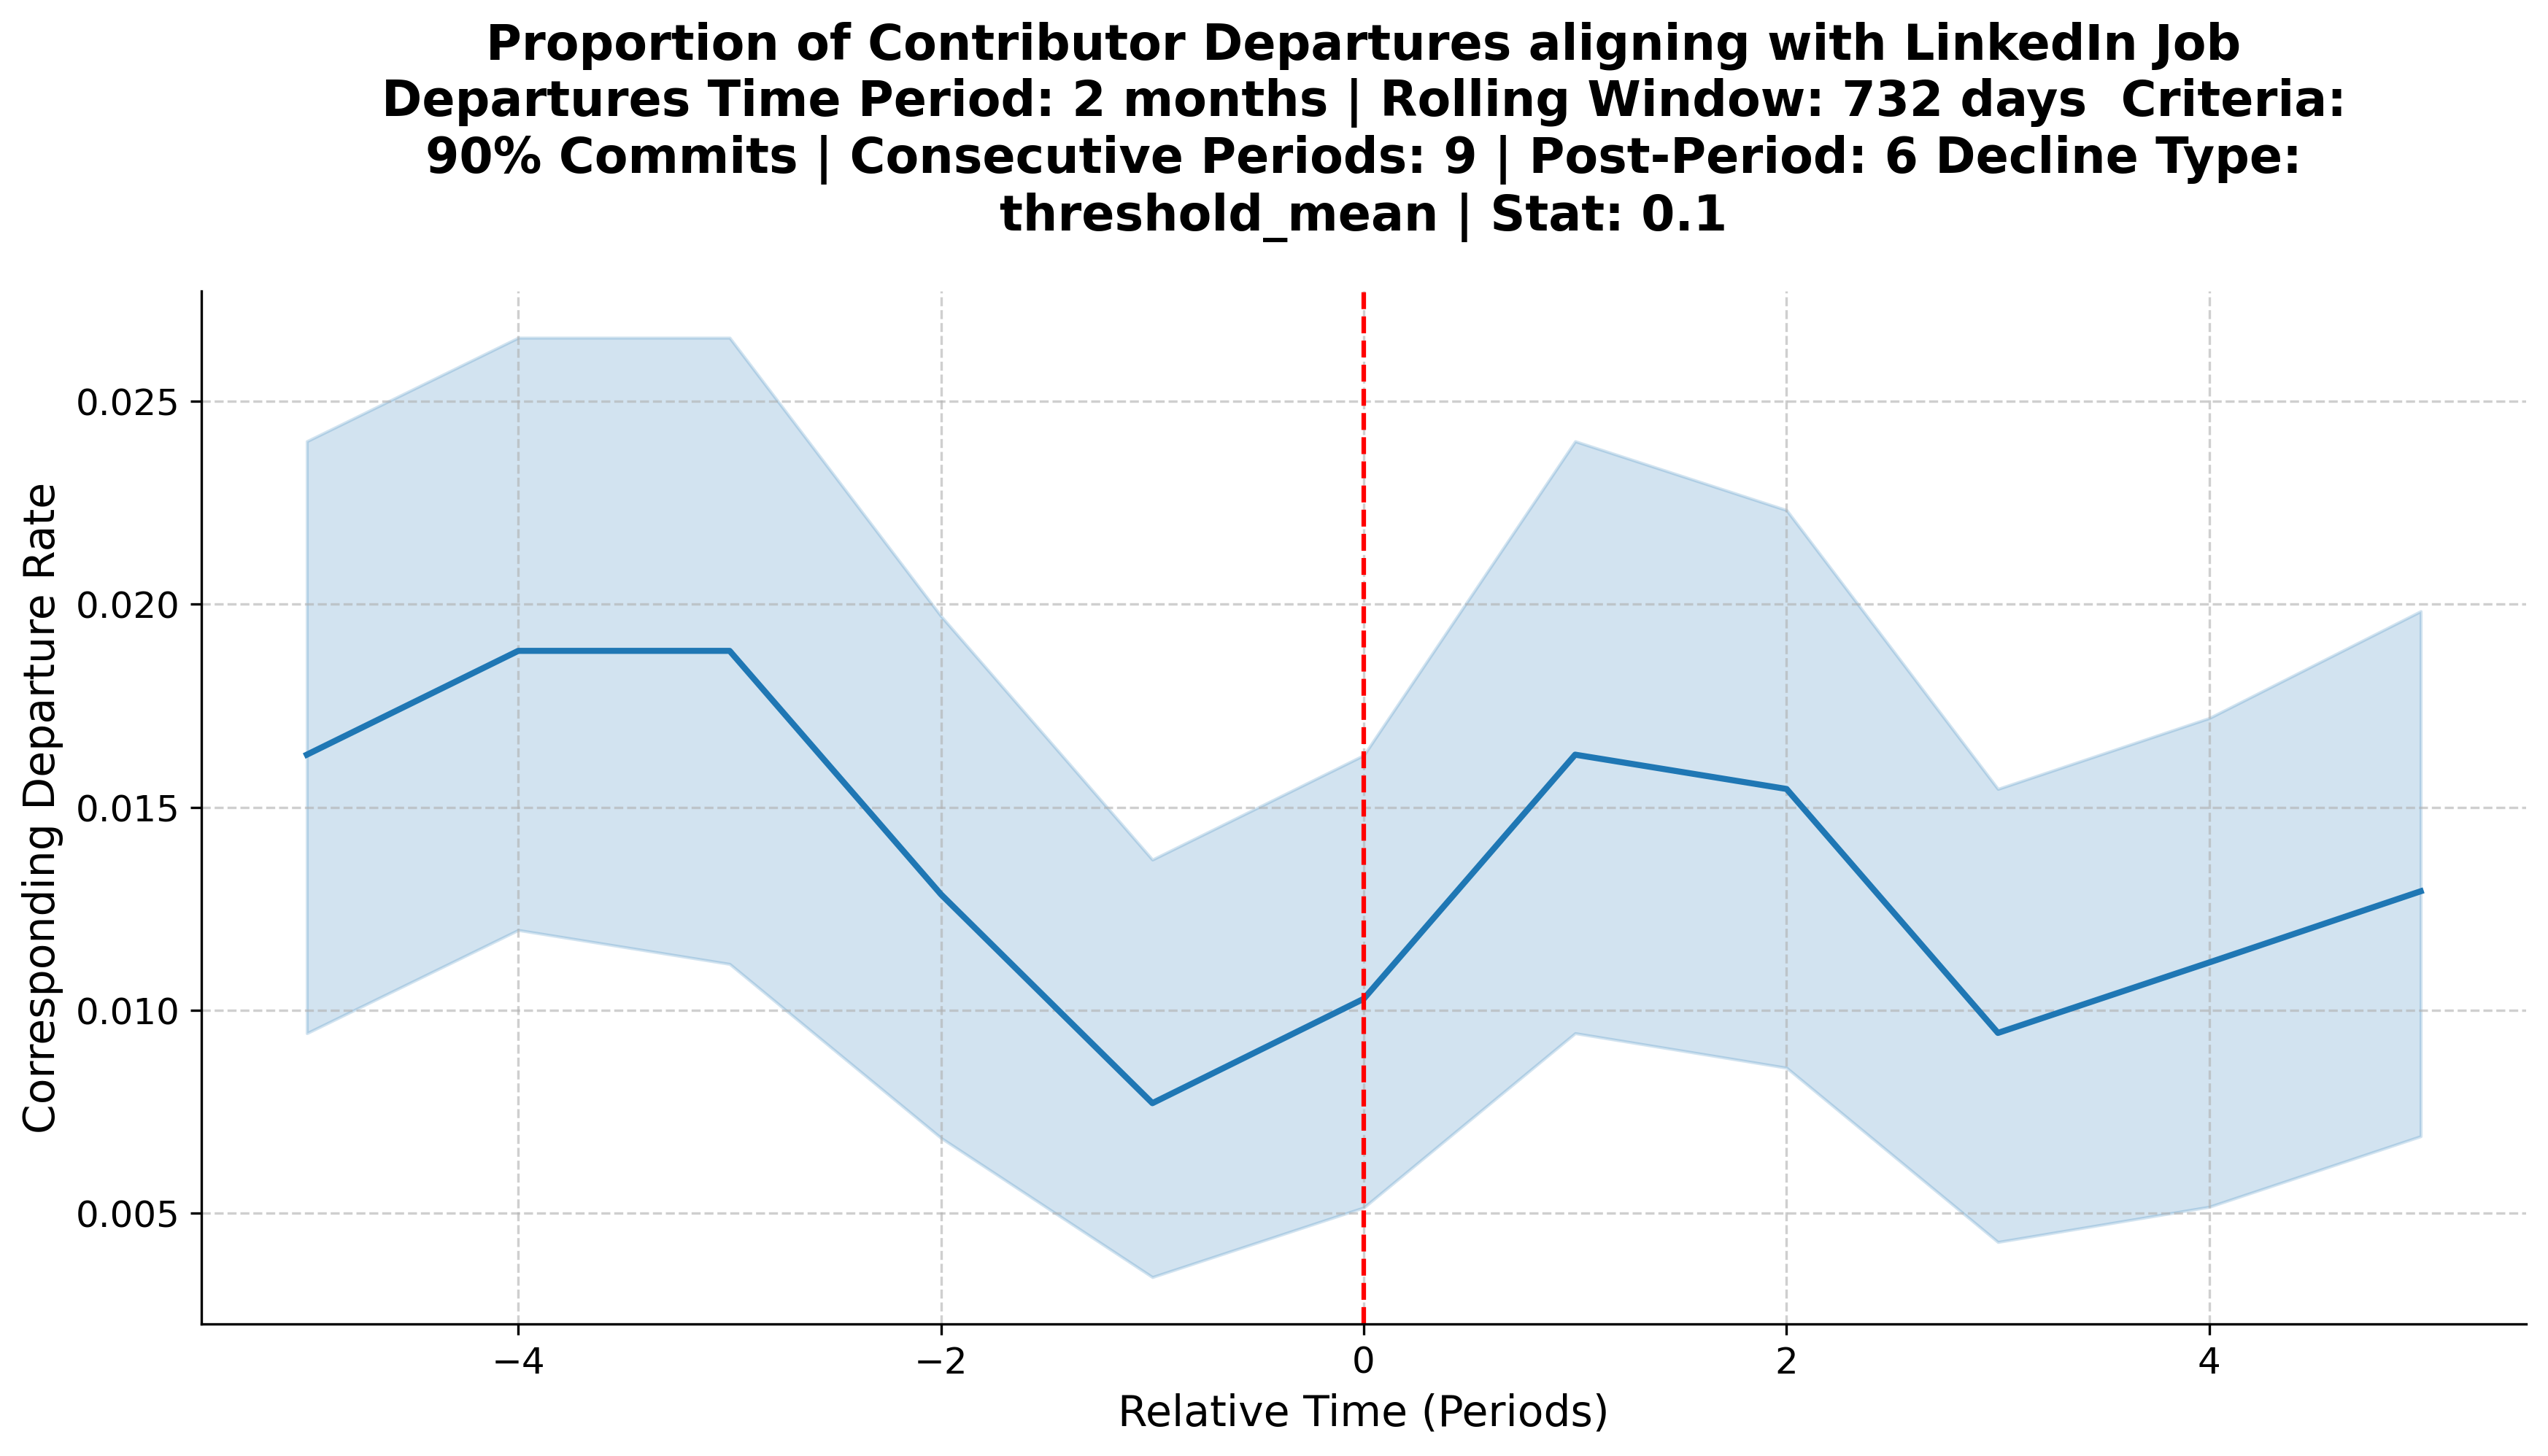 Proportion of Contributor Departures aligning with LinkedIn Job
Departures Time Period: 2 months | Rolling Window: 732 days  Criteria:
90% Commits | Consecutive Periods: 9 | Post-Period: 6 Decline Type:
threshold_mean | Stat: 0.1
Corresponding Departure Rate
0.025
0.020
0.015
0.010
0.005
−4
−2
0
2
4
Relative Time (Periods)